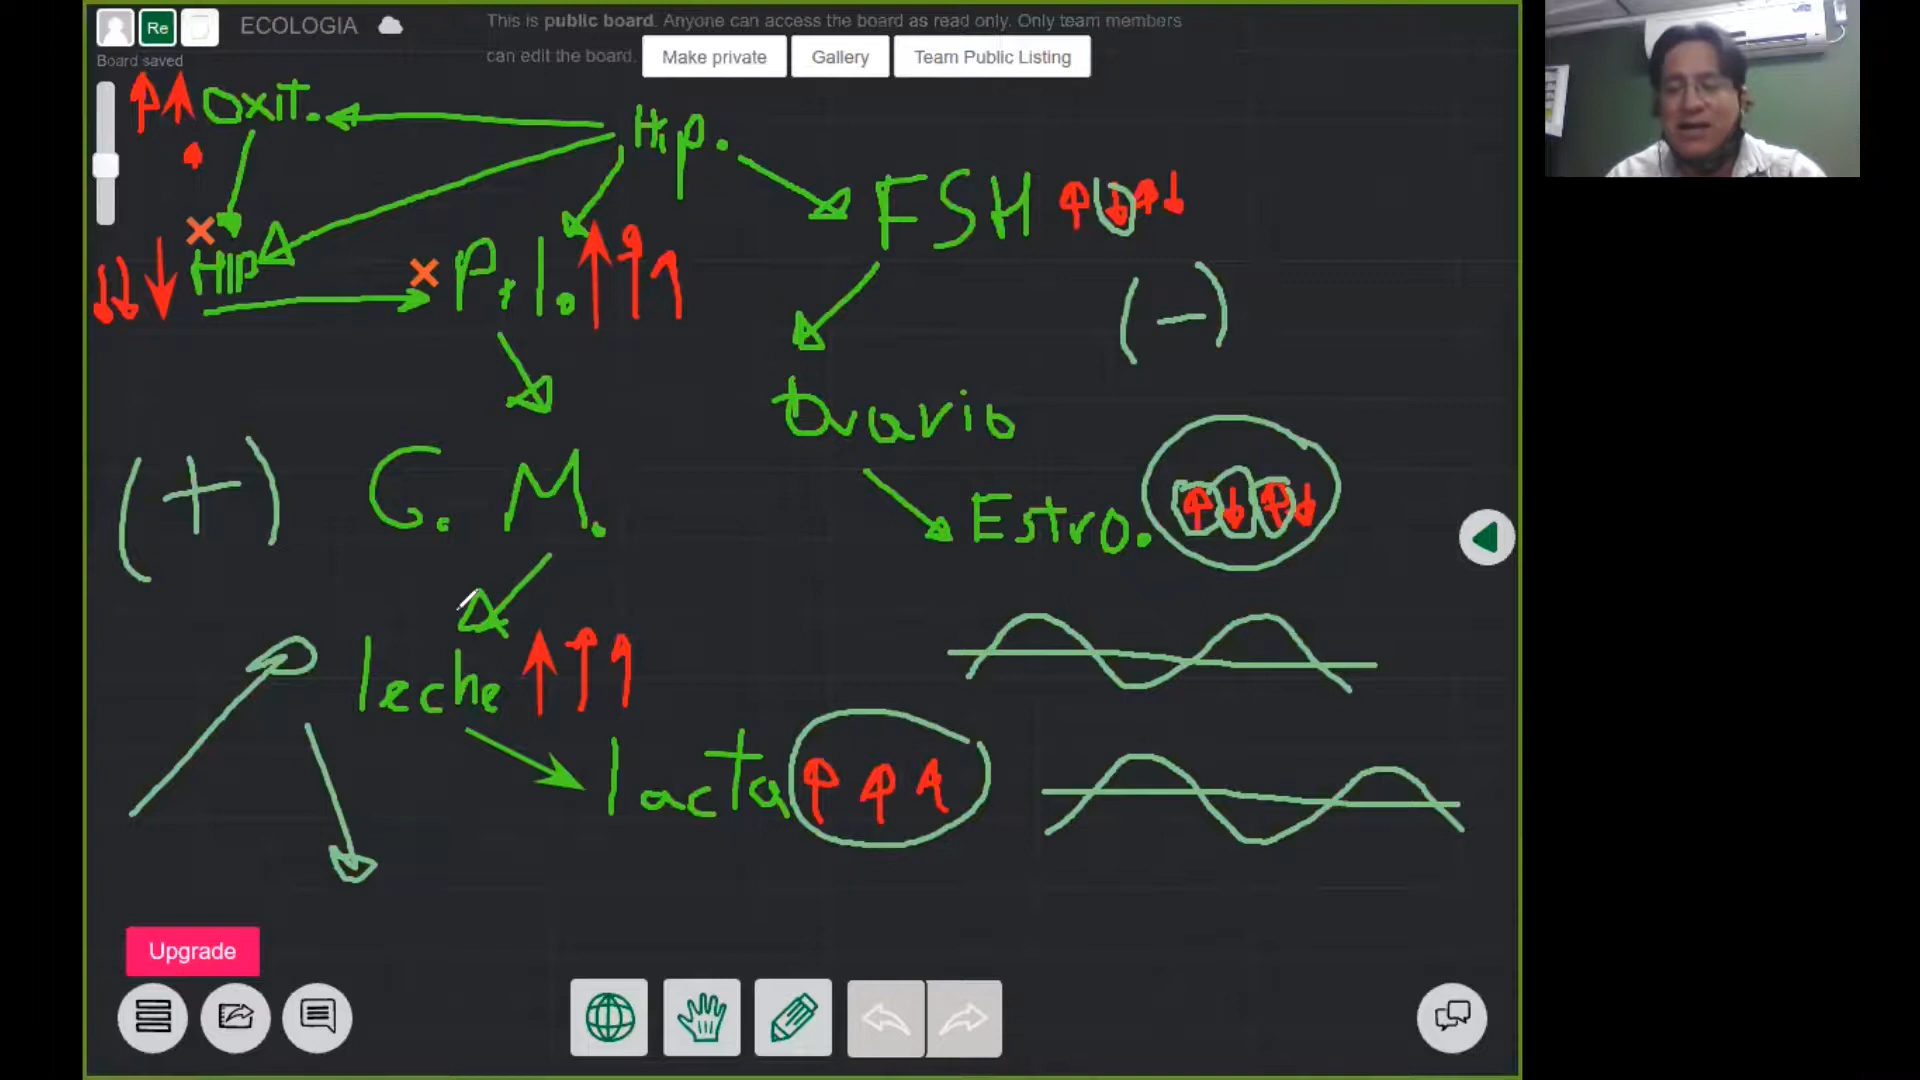 Re ECOLOGIA
This is public board. Anyone can access the board as read only. Only team members
can edit the board. Make private Gallery Team Public Listing
Board saved
Oxit.
Hip.
FSH
HIP
Prl.
(-)
Ovario
(+)
G. M.
Estro.
leche
lacta
Upgrade